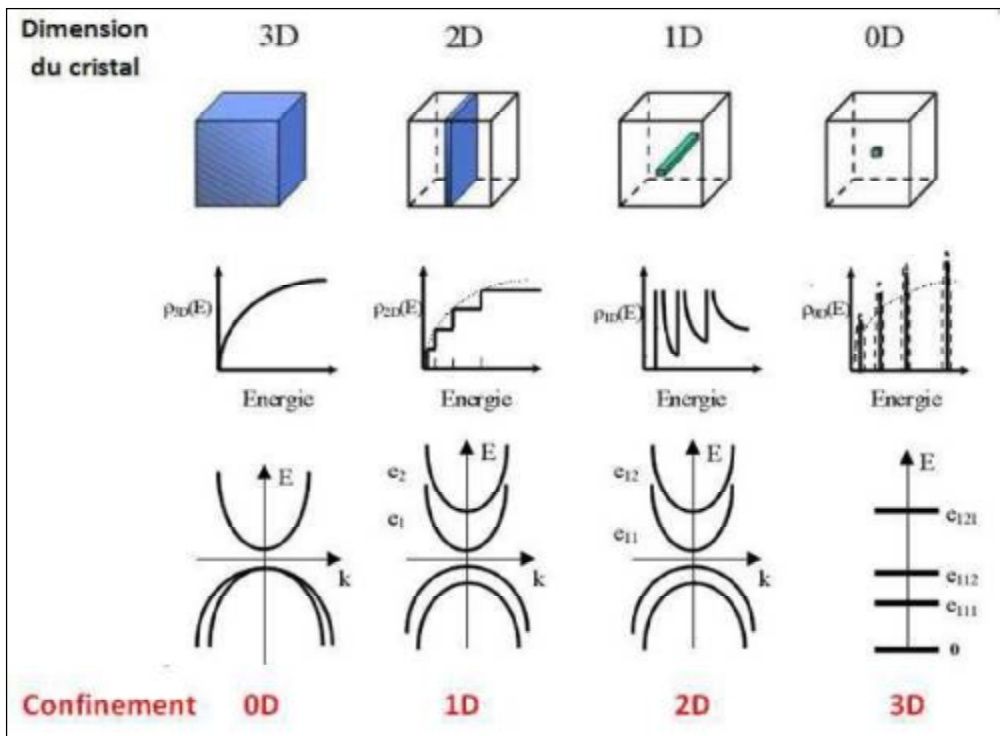 Dimension
du cristal
3D 2D 1D 0D
ρ3D(E) ρ2D(E) ρ1D(E) ρ0D(E)
Energie Energie Energie Energie
E e2 E e12 E E
e1 e11 e121
k k k e112
e111
0
Confinement 0D 1D 2D 3D